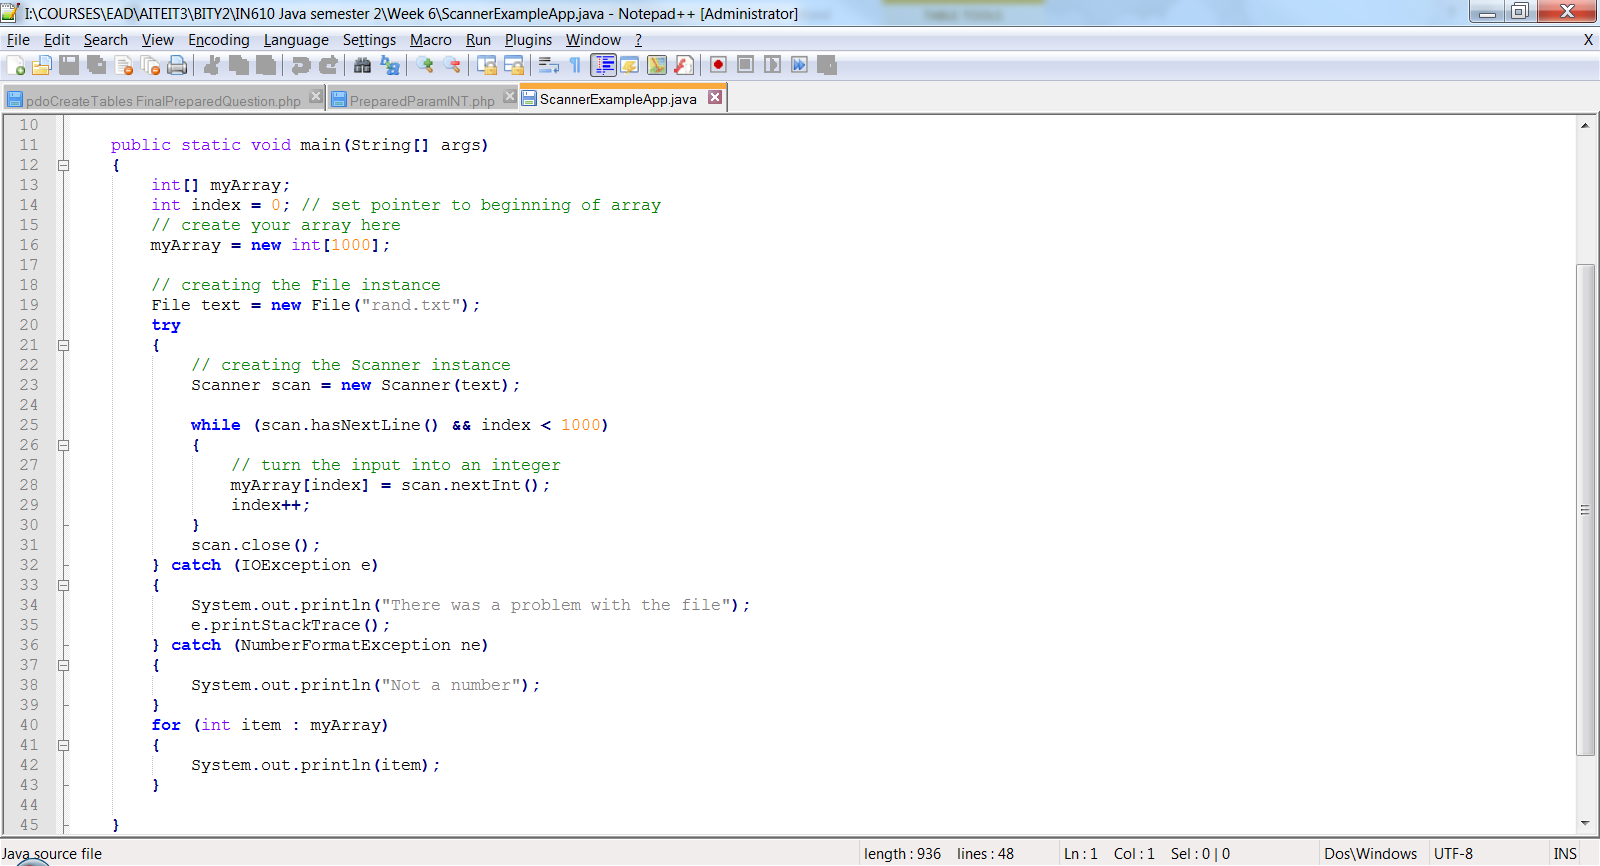 I:\COURSES\EAD\AITEIT3\BITY2\IN610 Java semester 2\Week 6\ScannerExampleApp.java - Notepad++ [Administrator]
File Edit Search View Encoding Language Settings Macro Run Plugins Window ? X
pdoCreateTables FinalPreparedQuestion.php PreparedParamINT.php ScannerExampleApp.java
10
11 public static void main(String[] args)
12 {
13 int[] myArray;
14 int index = 0; // set pointer to beginning of array
15 // create your array here
16 myArray = new int[1000];
17
18 // creating the File instance
19 File text = new File("rand.txt");
20 try
21 {
22 // creating the Scanner instance
23 Scanner scan = new Scanner(text);
24
25 while (scan.hasNextLine() && index < 1000)
26 {
27 // turn the input into an integer
28 myArray[index] = scan.nextInt();
29 index++;
30 }
31 scan.close();
32 } catch (IOException e)
33 {
34 System.out.println("There was a problem with the file");
35 e.printStackTrace();
36 } catch (NumberFormatException ne)
37 {
38 System.out.println("Not a number");
39 }
40 for (int item : myArray)
41 {
42 System.out.println(item);
43 }
44
45 }
Java source file length : 936 lines : 48 Ln : 1 Col : 1 Sel : 0 | 0 Dos\Windows UTF-8 INS